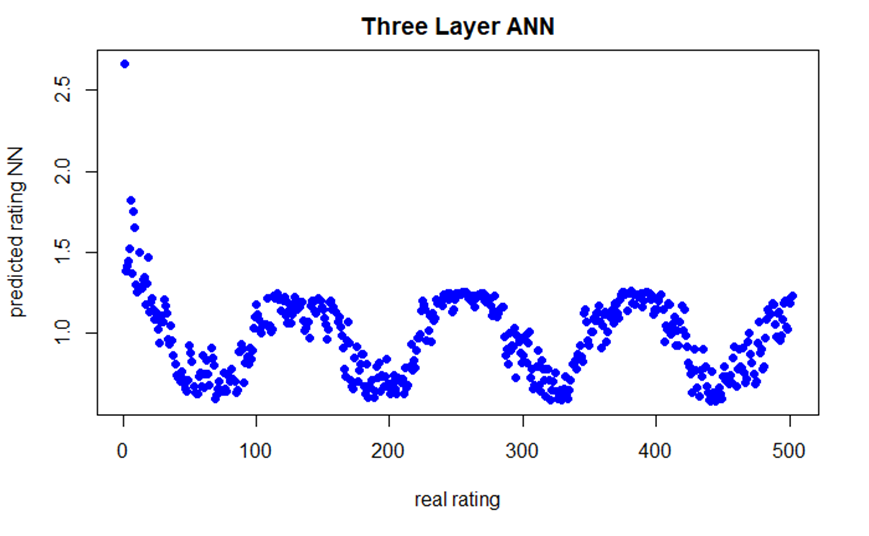 Three Layer ANN
predicted rating NN
2.5
2.0
1.5
1.0
0 100 200 300 400 500
real rating